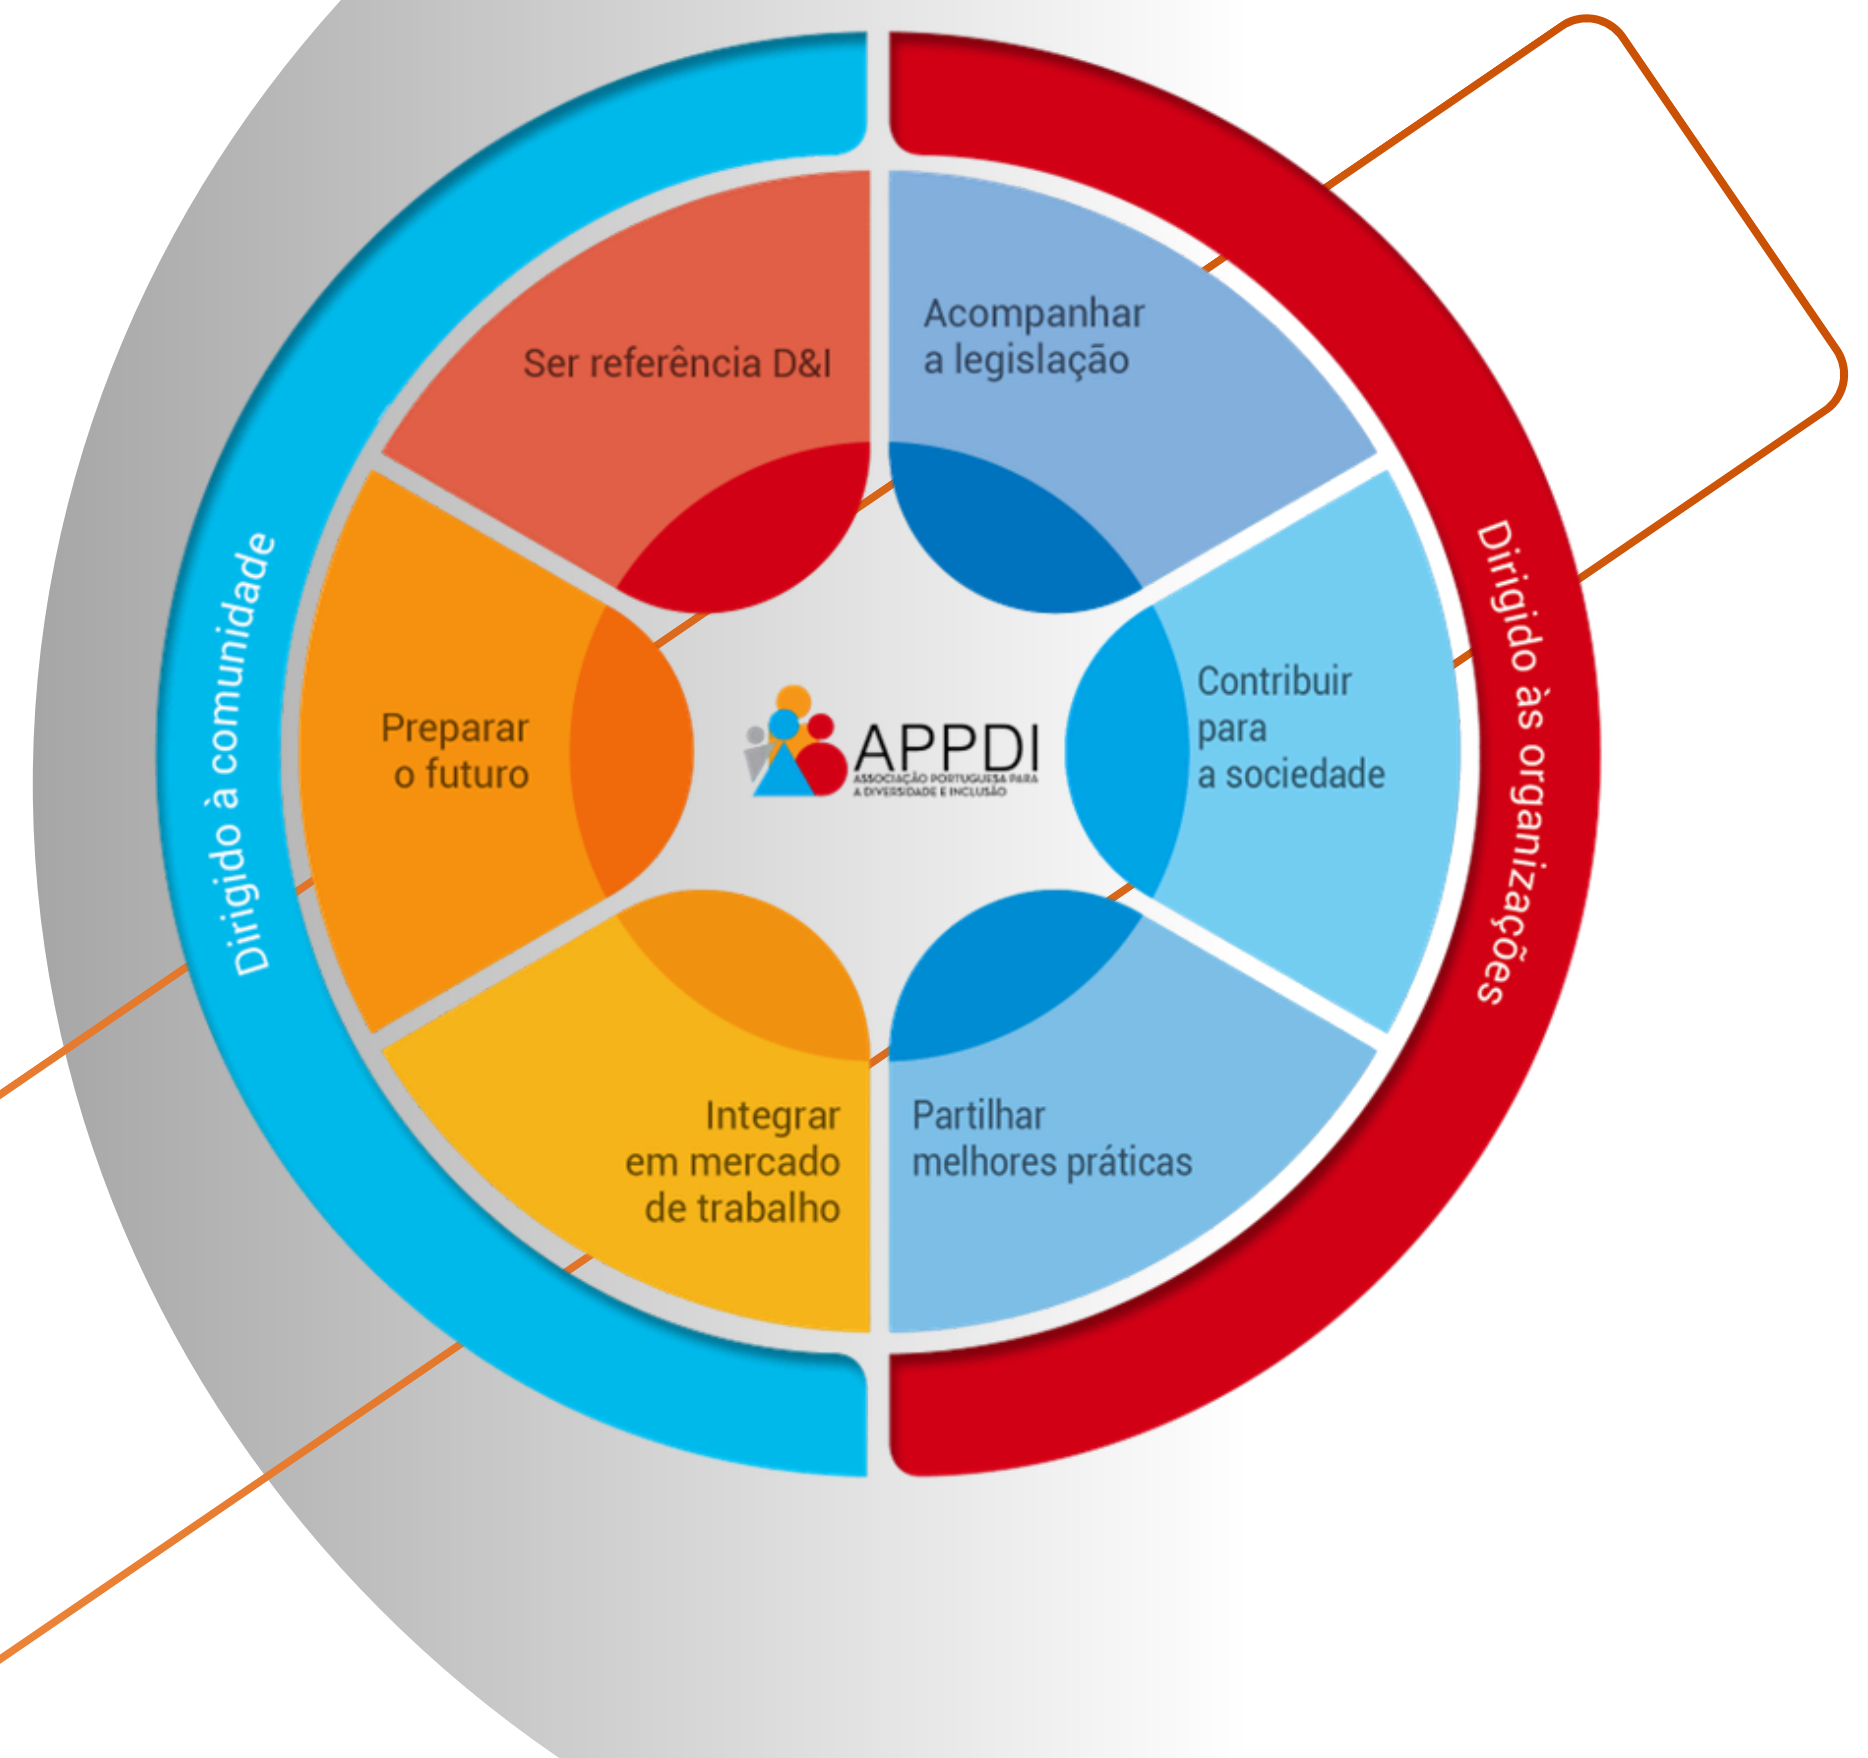 Ser referência D&I
Acompanhar
a legislação
Dirigido à comunidade
Preparar
o futuro
APPDI
ASSOCIAÇÃO PORTUGUESA PARA
A DIVERSIDADE E INCLUSÃO
Contribuir
para
a sociedade
Dirigido às organizações
Integrar
em mercado
de trabalho
Partilhar
melhores práticas